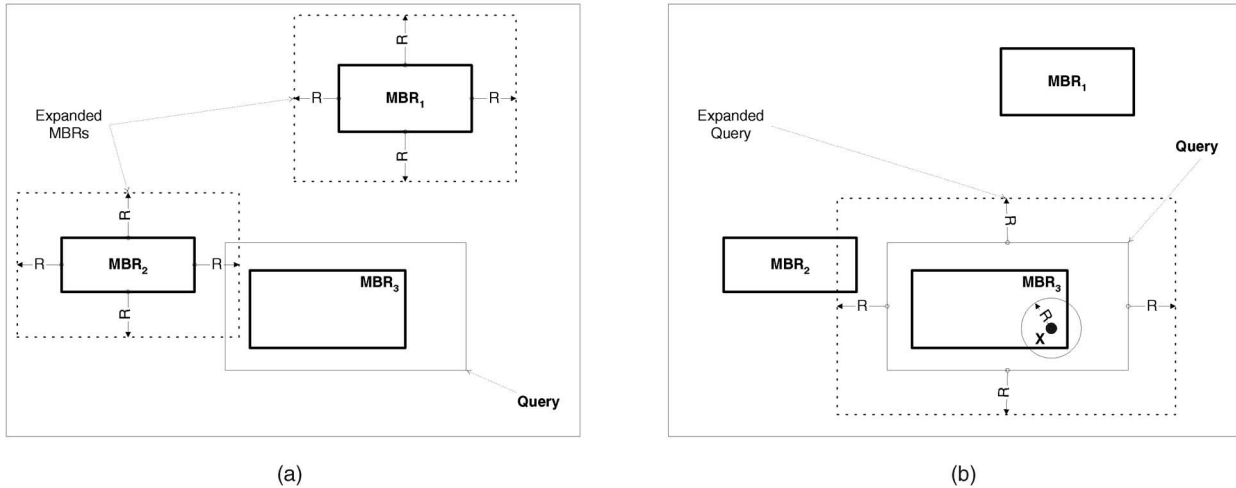 R
R
MBR₁
R
R
Expanded
MBRs
R
R
MBR₂
R
R
MBR₃
Query
(a)
MBR₁
Expanded
Query
Query
R
MBR₂
MBR₃
R
R
R
X
R
(b)